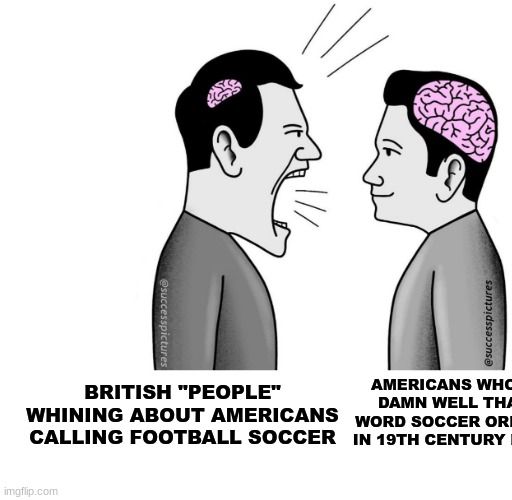 @successpictures
@successpictures
BRITISH "PEOPLE"
WHINING ABOUT AMERICANS
CALLING FOOTBALL SOCCER
AMERICANS WHO
DAMN WELL THA
WORD SOCCER ORI
IN 19TH CENTURY
imgflip.com